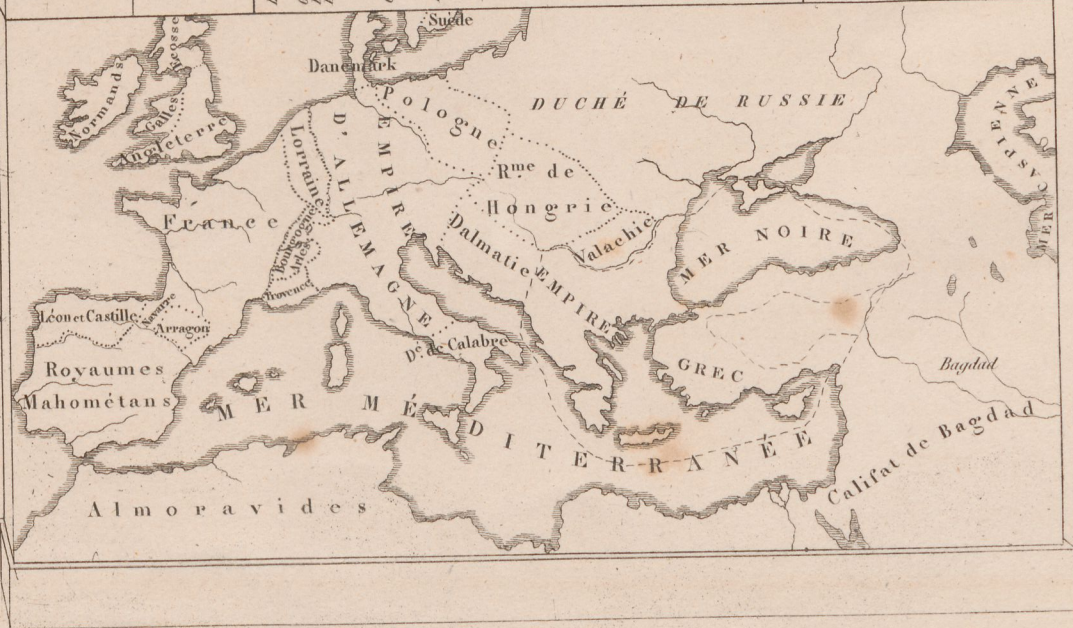 Suède
Ecosse
Danemark
Normands
Galles
Angleterre
Pologne
DUCHÉ DE RUSSIE
MER CASPIENNE
Lorraine
EMPIRE
D'ALLEMAGNE
Rme de
Hongrie
France
Bourgogne
Arles
Provence
Dalmatie
Valachie
MER NOIRE
Léon et Castille
Navarre
Arragon
EMPIRE
GREC
De de Calabre
Royaumes
Mahométans
Bagdad
MER MÉDITERRANÉE
Califat de Bagdad
Almoravides